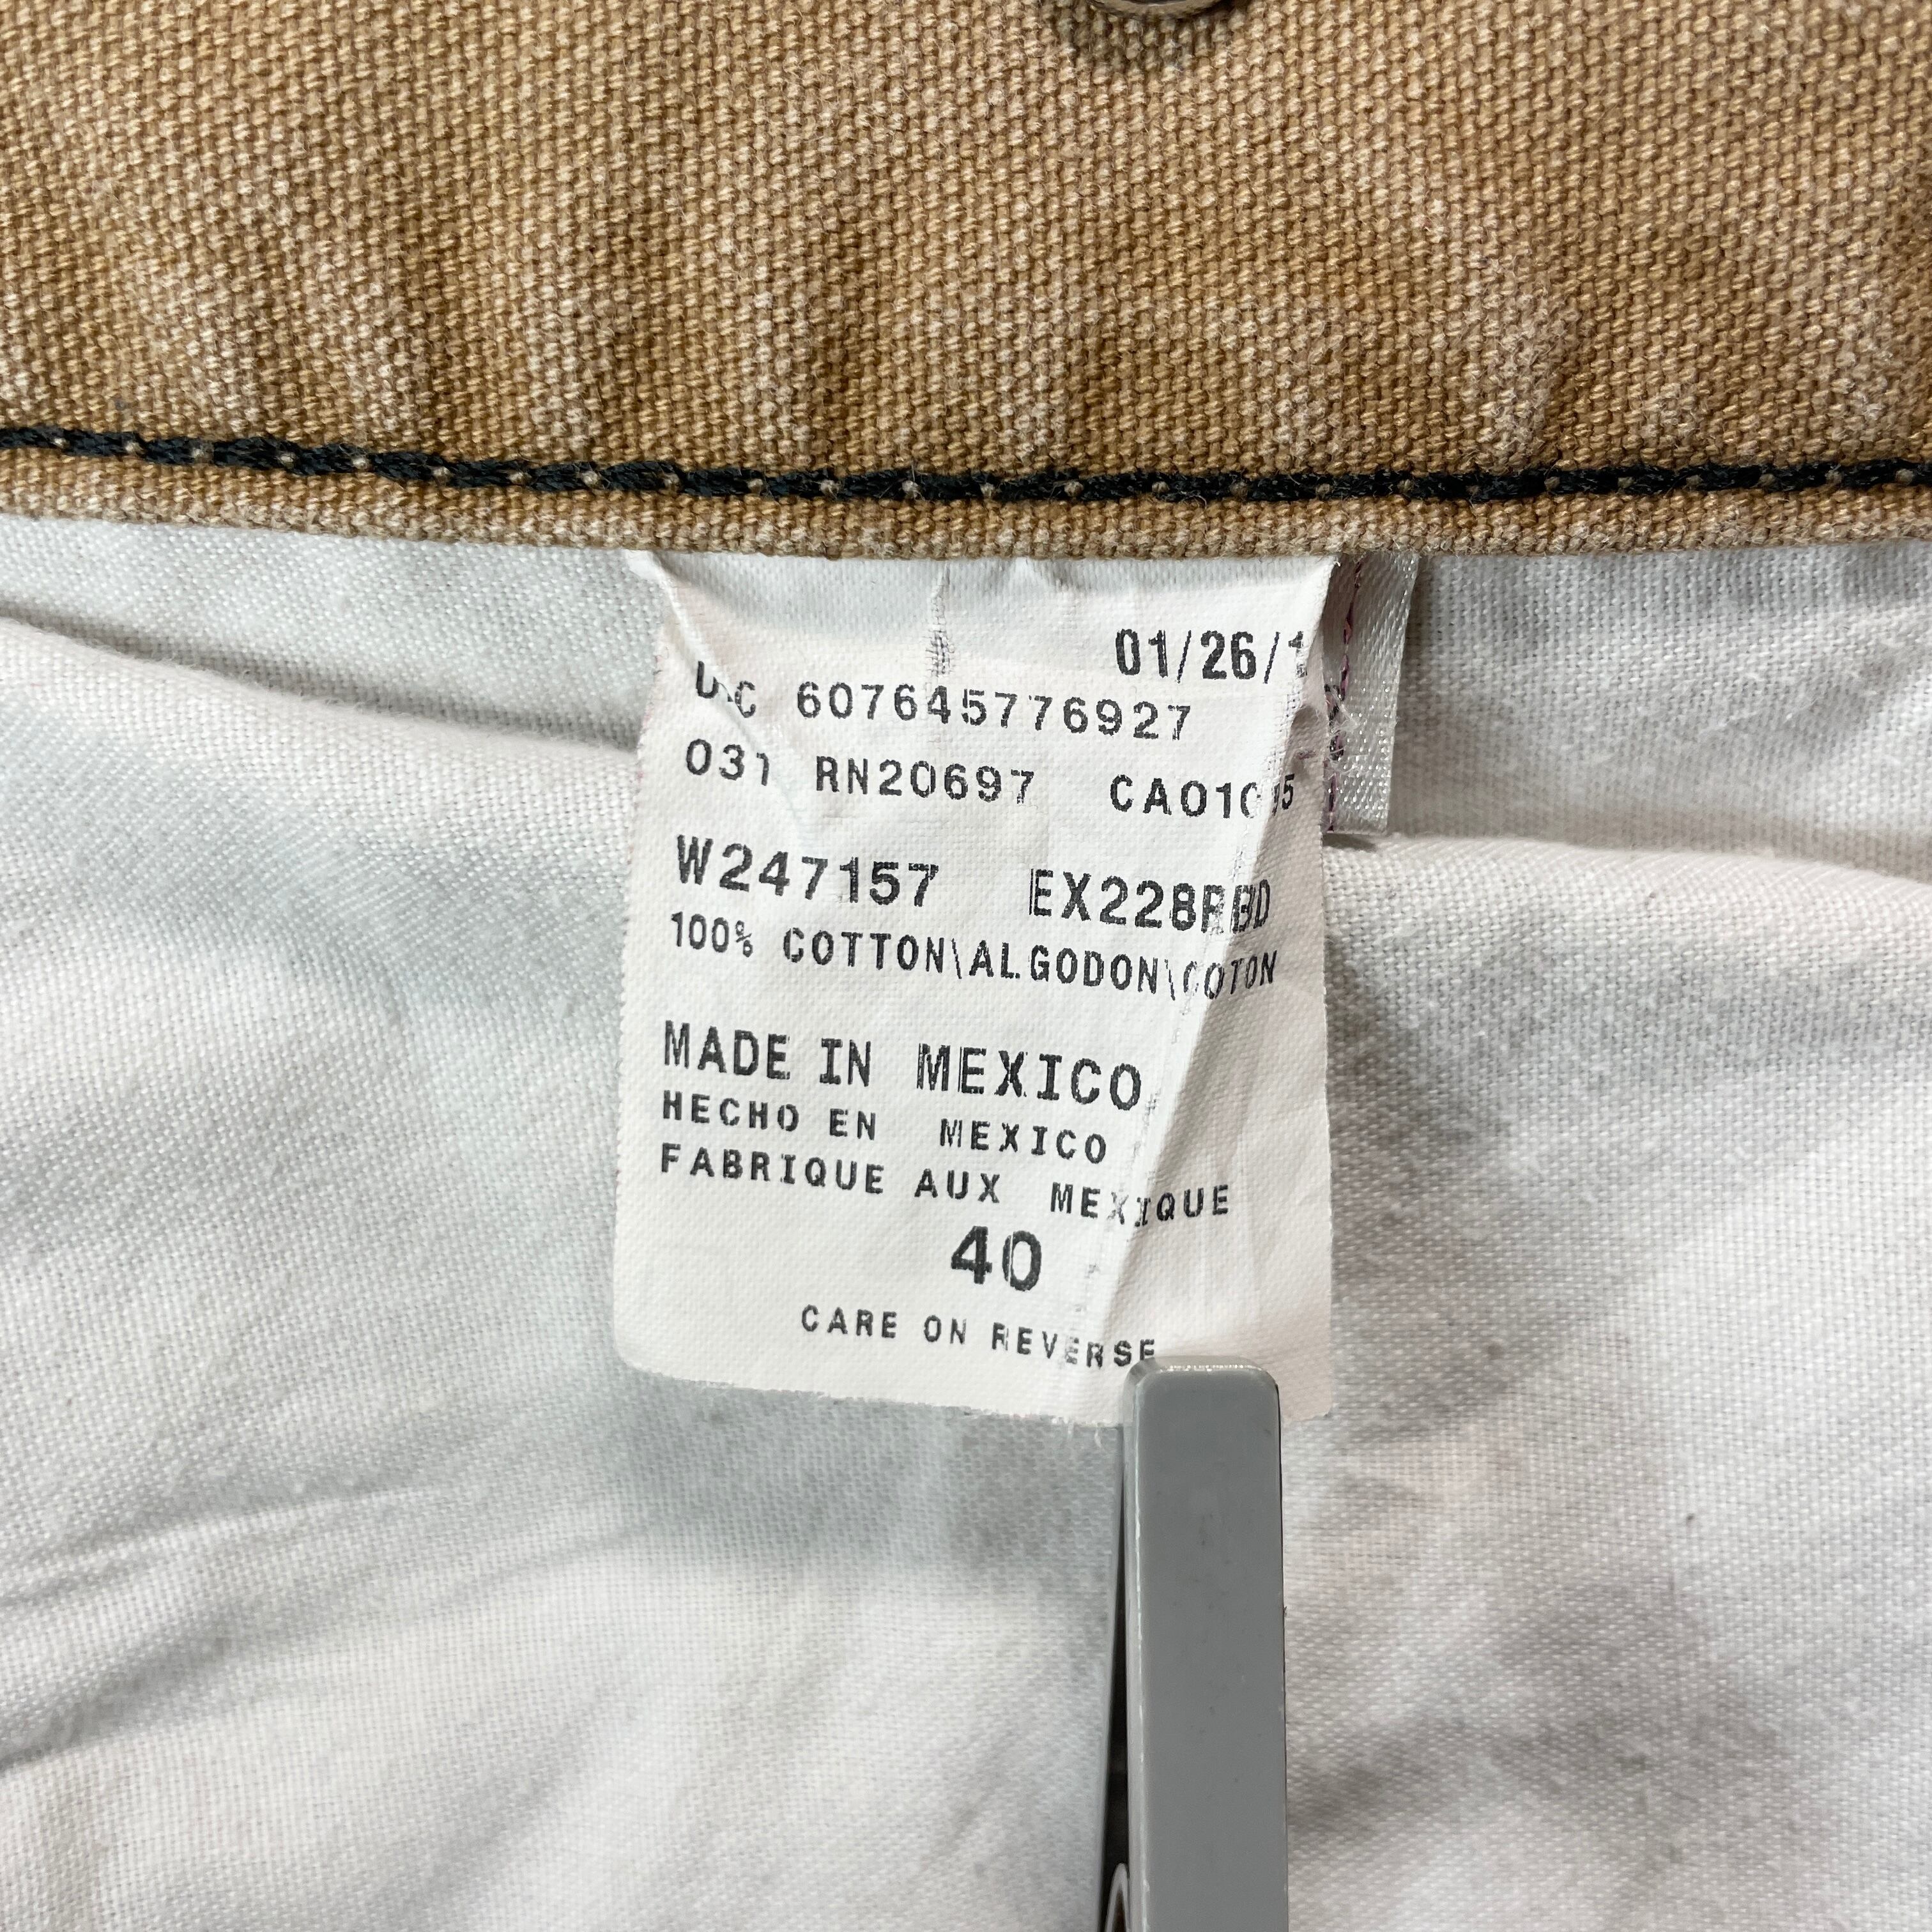 01/26/1
607645776927
031 RN20697
W247157
100% COTTON\ALGODON\COTON
MADE IN MEXICO
HECHO EN MEXICO
FABRIQUE AUX MEXIQUE
40
CARE ON REVERSE